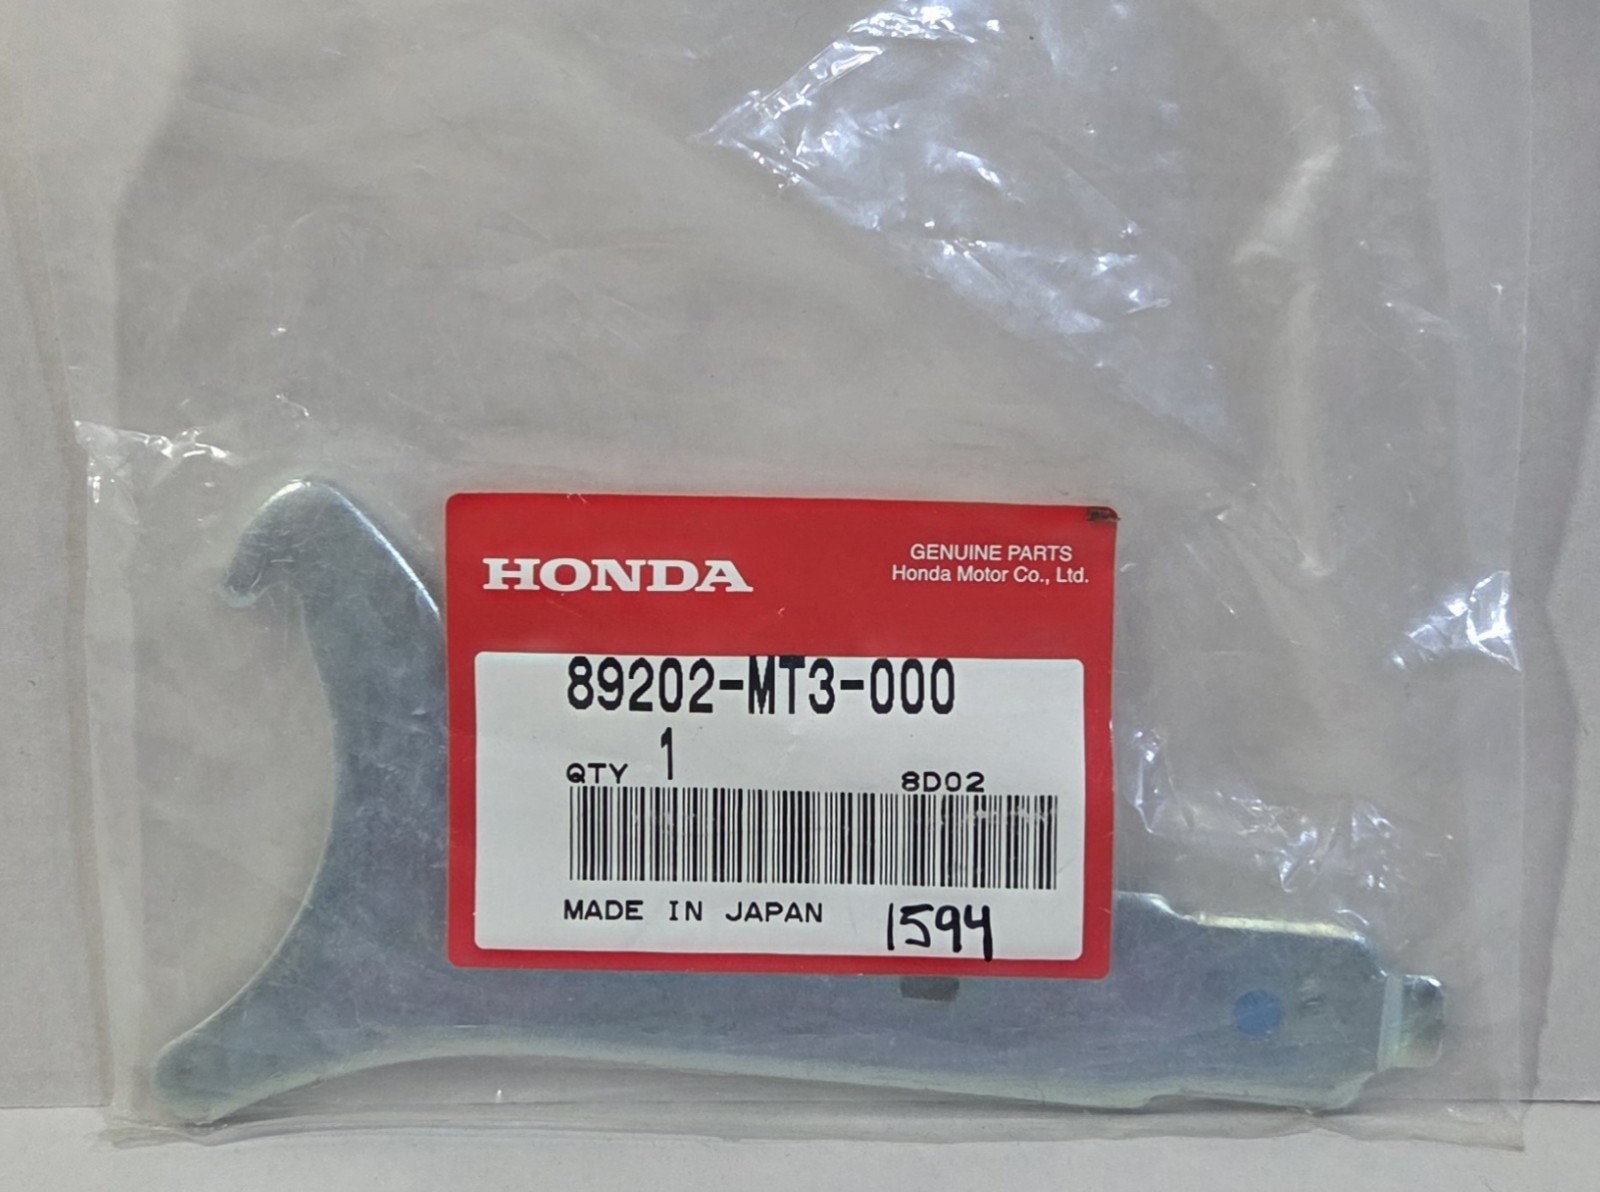 HONDA
GENUINE PARTS
Honda Motor Co., Ltd.
89202-MT3-000
QTY 1
8D02
MADE IN JAPAN
1594